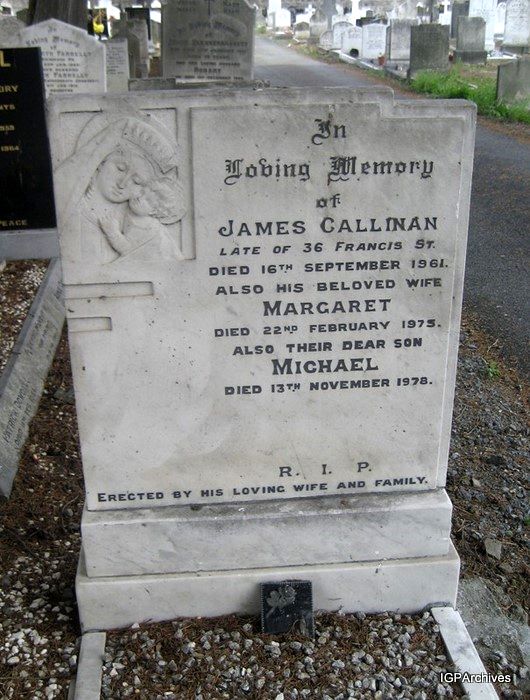 In
Loving Memory
of
JAMES CALLINAN
LATE OF 36 FRANCIS ST.
DIED 16TH SEPTEMBER 1961.
ALSO HIS BELOVED WIFE
MARGARET
DIED 22ND FEBRUARY 1975.
ALSO THEIR DEAR SON
MICHAEL
DIED 13TH NOVEMBER 1978.
R. I. P.
ERECTED BY HIS LOVING WIFE AND FAMILY.
PEACE
IGPArchives